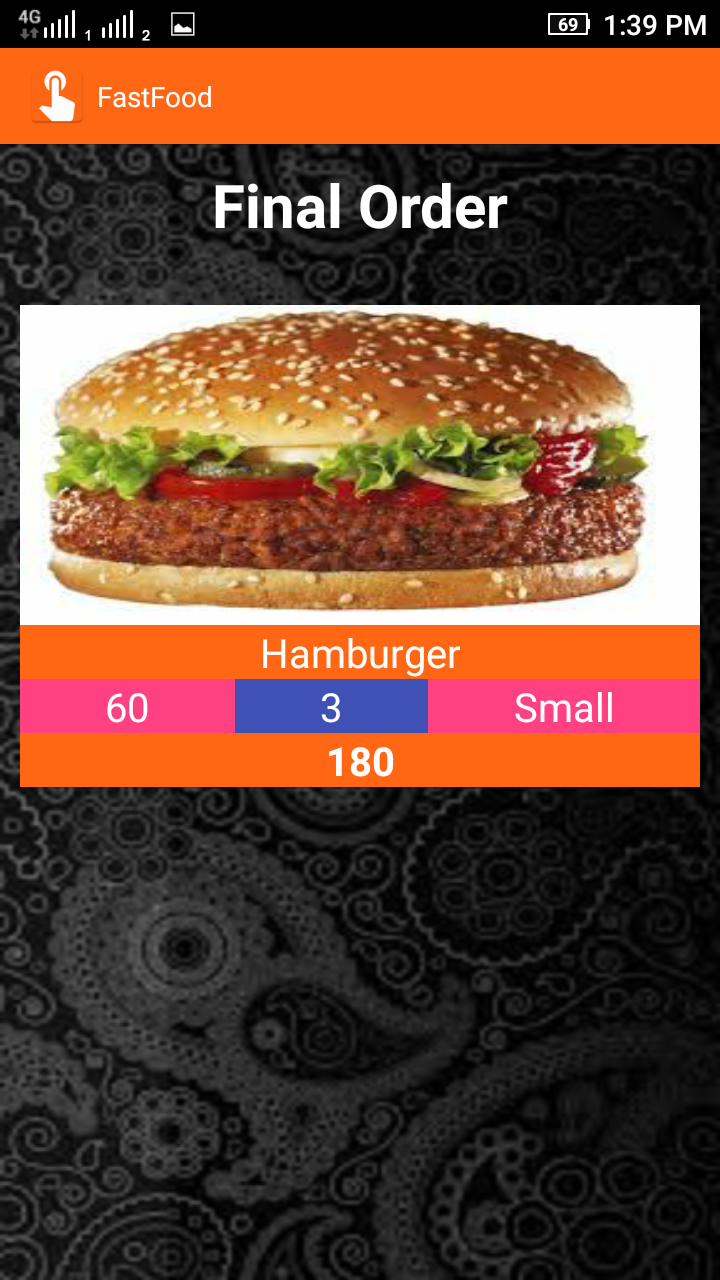 4G 1 2 69 1:39 PM
FastFood
Final Order
Hamburger
60 3 Small
180